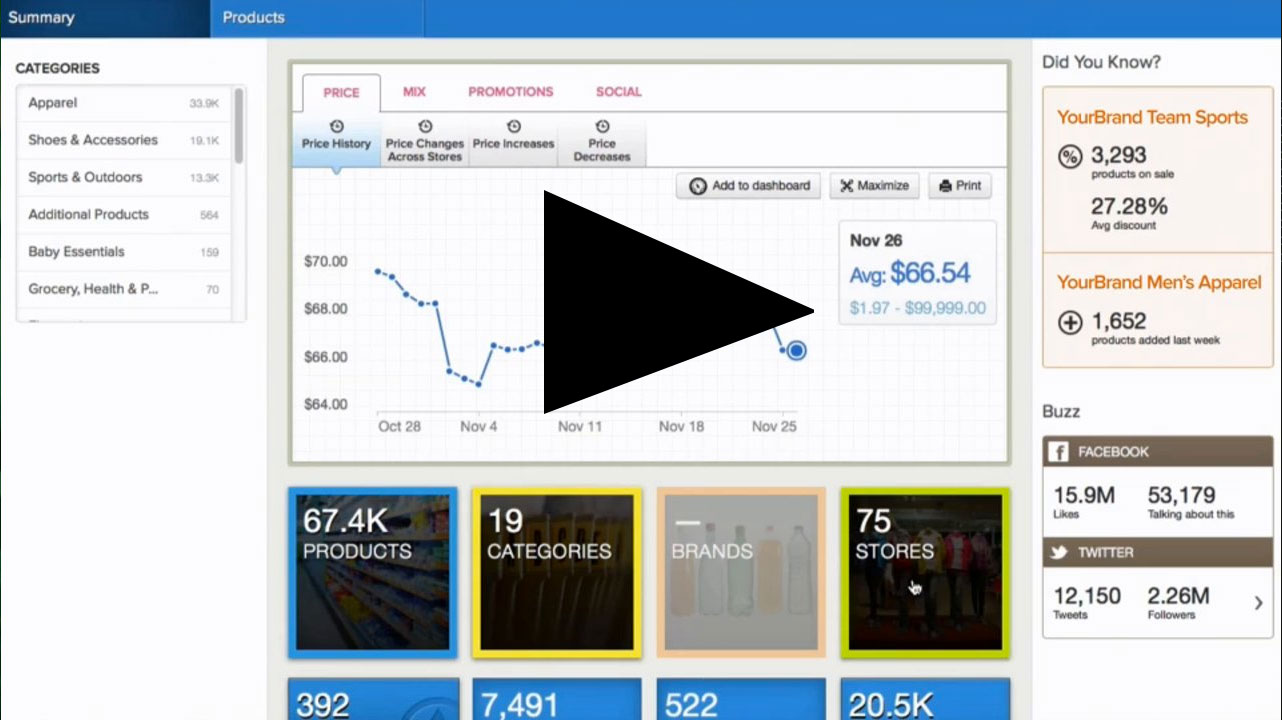 Summary
Products
CATEGORIES
Apparel 33.9K
Shoes & Accessories 19.1K
Sports & Outdoors 13.3K
Additional Products 564
Baby Essentials 159
Grocery, Health & P... 70
PRICE MIX PROMOTIONS SOCIAL
Price History
Price Changes
Across Stores
Price Increases
Price
Decreases
Add to dashboard
Maximize
Print
Nov 26
Avg: $66.54
$1.97 - $99,999.00
$70.00
$68.00
$66.00
$64.00
Oct 28 Nov 4 Nov 11 Nov 18 Nov 25
67.4K
PRODUCTS
19
CATEGORIES
—
BRANDS
75
STORES
392
7,491
522
20.5K
Did You Know?
YourBrand Team Sports
% 3,293
products on sale
27.28%
Avg discount
YourBrand Men's Apparel
1,652
products added last week
Buzz
f FACEBOOK
15.9M 53,179
Likes Talking about this
TWITTER
12,150 2.26M
Tweets Followers